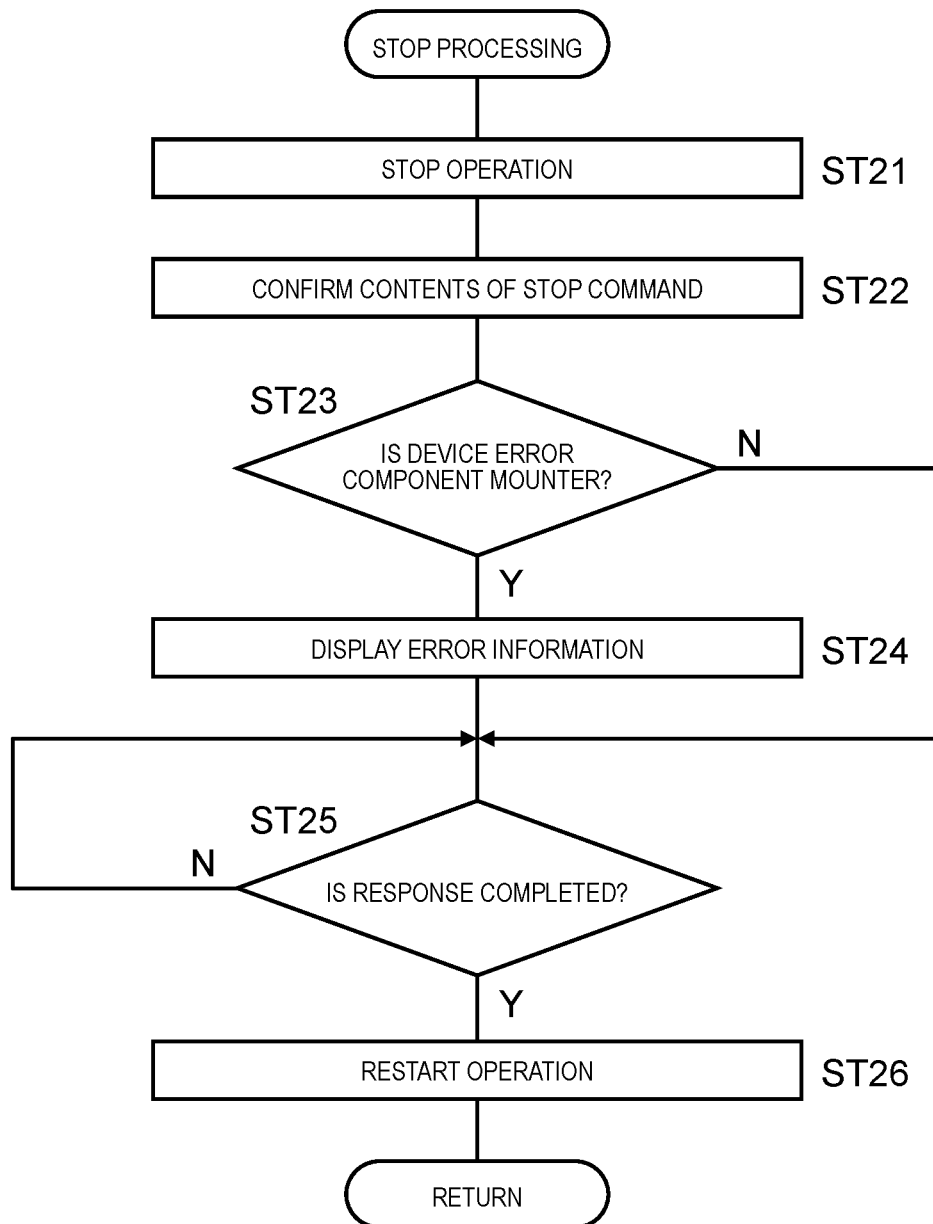 STOP PROCESSING
STOP OPERATION
ST21
CONFIRM CONTENTS OF STOP COMMAND
ST22
ST23
IS DEVICE ERROR
COMPONENT MOUNTER?
N
Y
DISPLAY ERROR INFORMATION
ST24
ST25
N
IS RESPONSE COMPLETED?
Y
RESTART OPERATION
ST26
RETURN